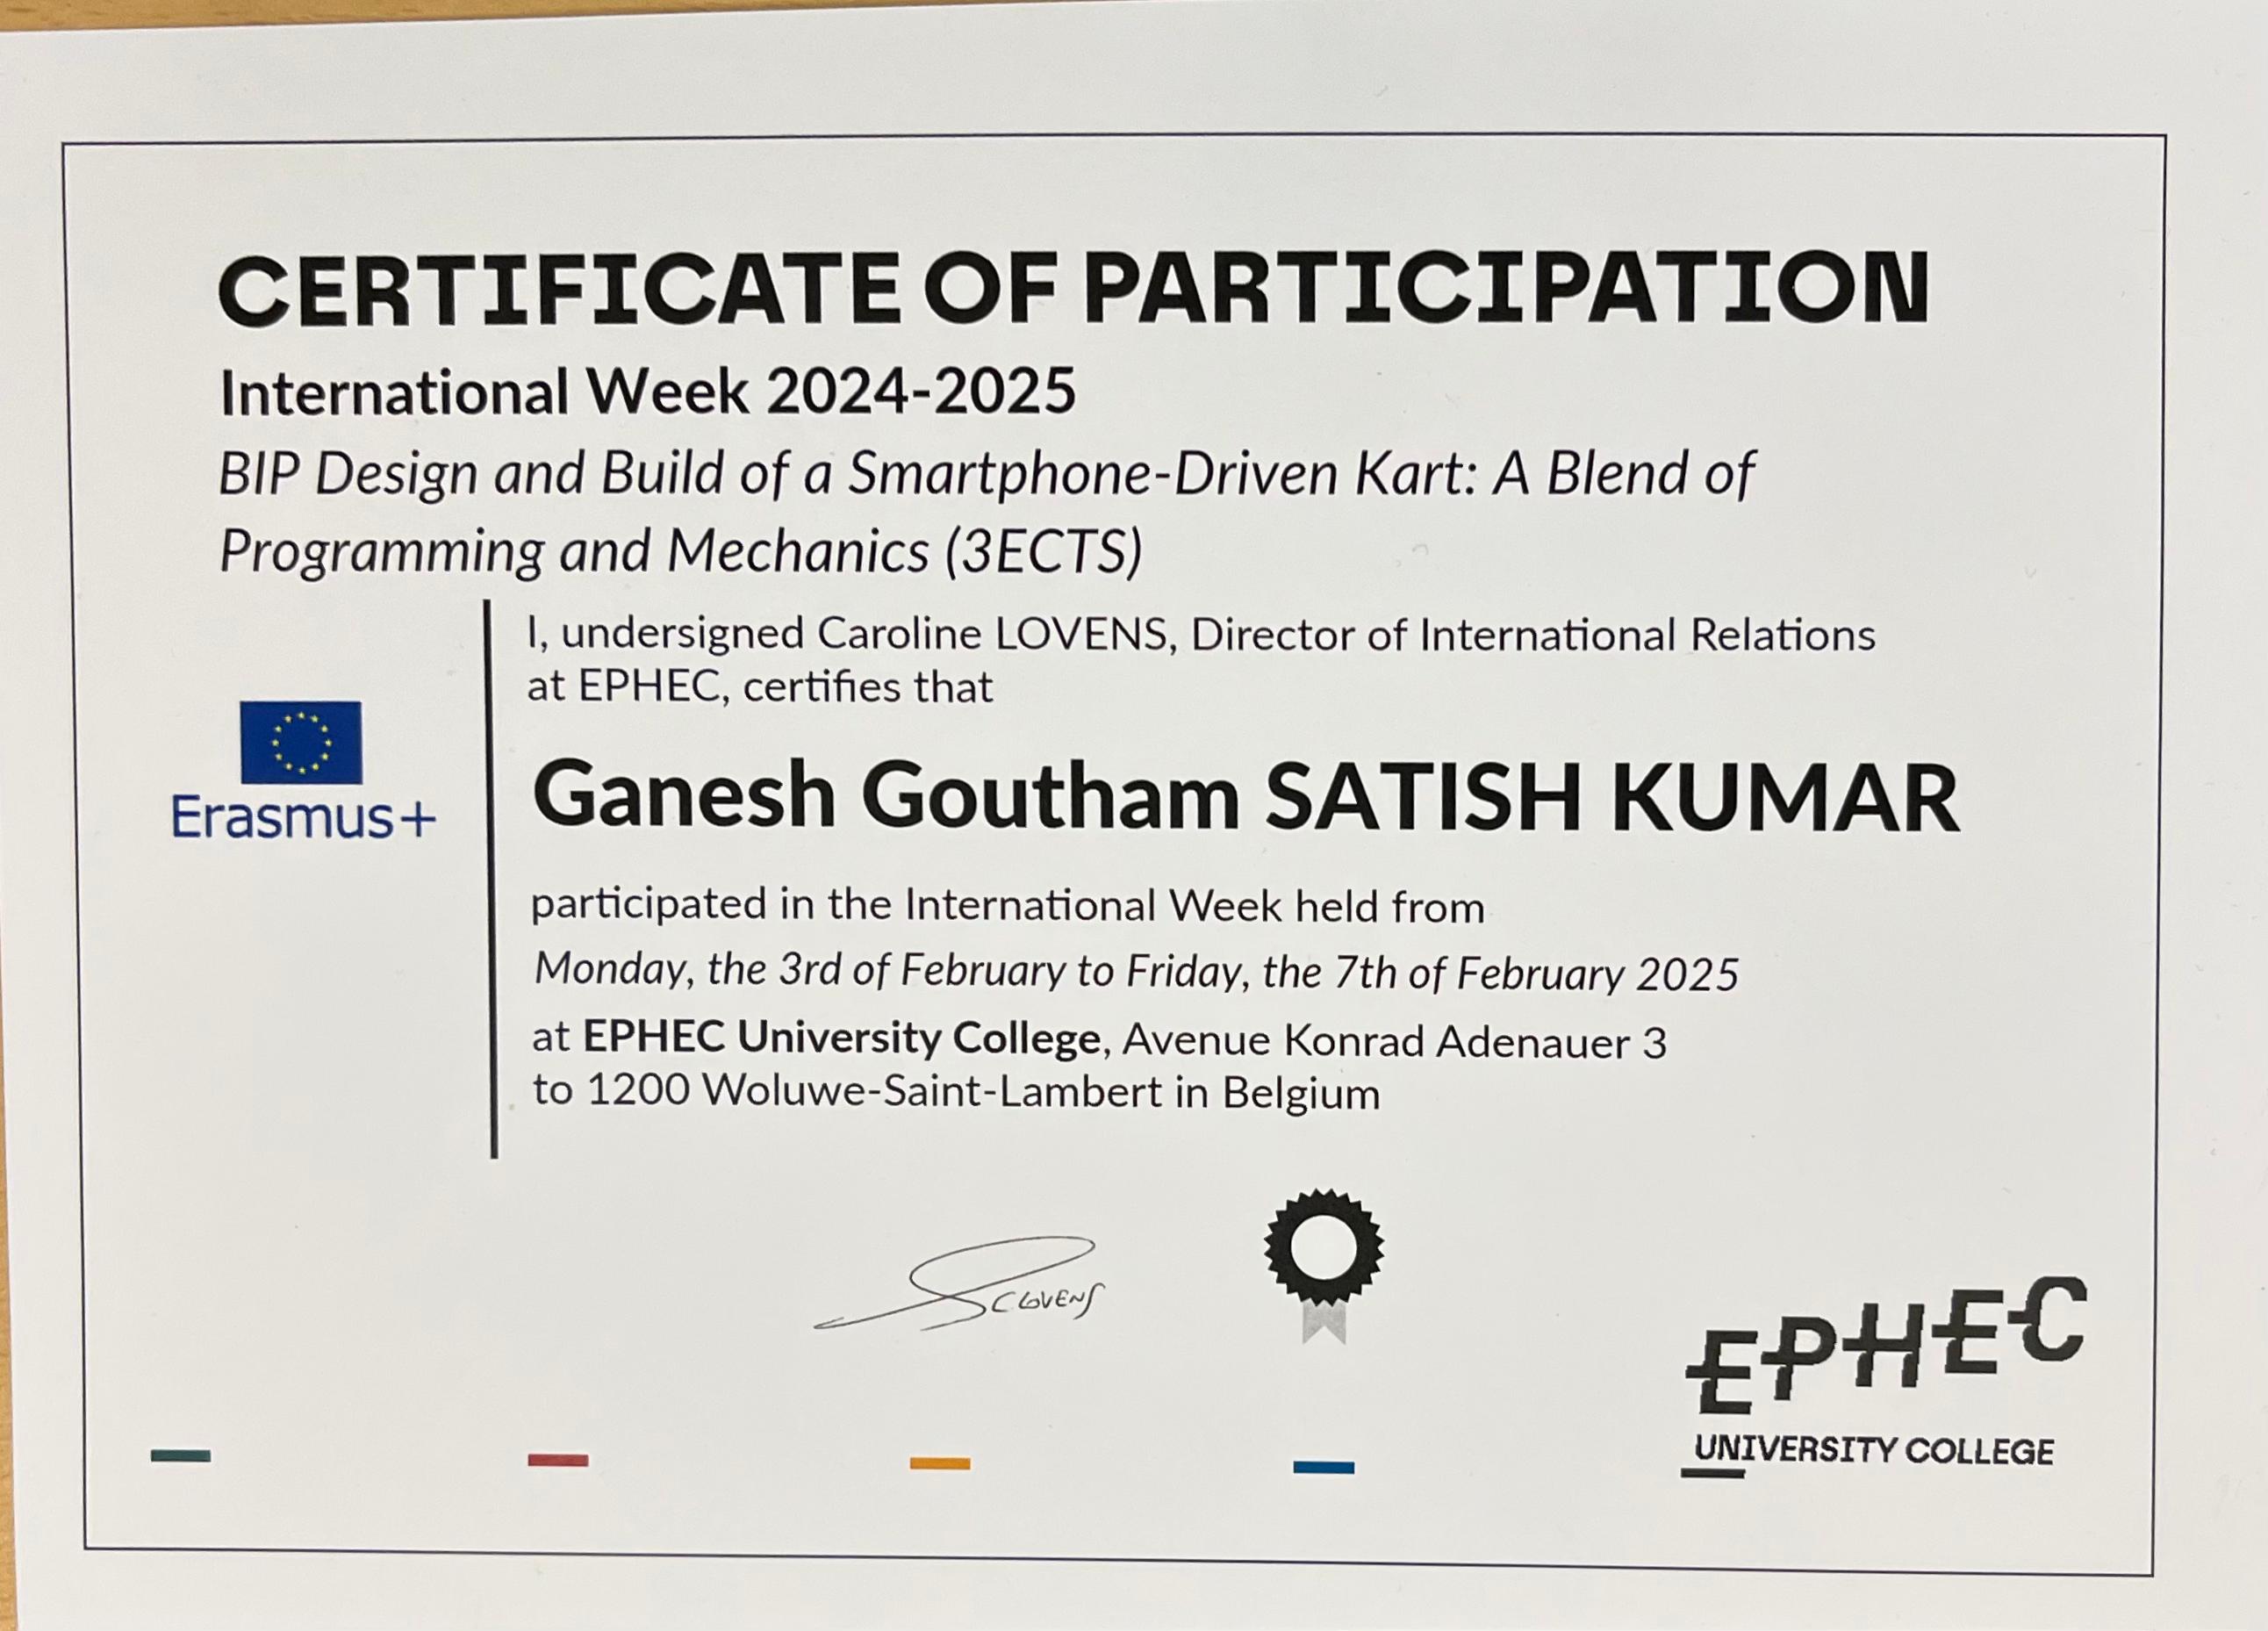 CERTIFICATE OF PARTICIPATION
International Week 2024-2025
BIP Design and Build of a Smartphone-Driven Kart: A Blend of
Programming and Mechanics (3ECTS)
I, undersigned Caroline LOVENS, Director of International Relations
at EPHEC, certifies that
Erasmus+
Ganesh Goutham SATISH KUMAR
participated in the International Week held from
Monday, the 3rd of February to Friday, the 7th of February 2025
at EPHEC University College, Avenue Konrad Adenauer 3
to 1200 Woluwe-Saint-Lambert in Belgium
CLOVENS
EPHEC
UNIVERSITY COLLEGE